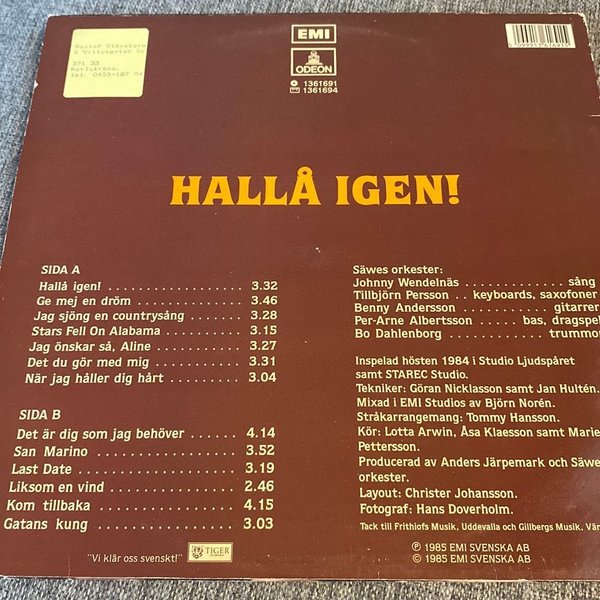 371 33
EMI
ODEON
1361691
1361694
HALLÅ IGEN!
SIDA A
Hallå igen! 3.32
Ge mej en dröm 3.46
Jag sjöng en countrysång 3.28
Stars Fell On Alabama 3.15
Jag önskar så, Aline 3.27
Det du gör med mig 3.31
När jag håller dig hårt 3.04
SIDA B
Det är dig som jag behöver 4.14
San Marino 3.52
Last Date 3.19
Liksom en vind 2.46
Kom tillbaka 4.15
Gatans kung 3.03
"Vi klär oss svenskt!" TIGER
Säwes orkester:
Johnny Wendelnäs sång
Tillbjörn Persson keyboards, saxofoner
Benny Andersson gitarrer
Per-Arne Albertsson bas, dragspel
Bo Dahlenborg trummor
Inspelad hösten 1984 i Studio Ljudspåret
samt STAREC Studio.
Tekniker: Göran Nicklasson samt Jan Hultén.
Mixad i EMI Studios av Björn Norén.
Stråkarrangemang: Tommy Hansson.
Kör: Lotta Arwin, Åsa Klaesson samt Marie
Pettersson.
Producerad av Anders Järpemark och Säwes
orkester.
Layout: Christer Johansson.
Fotograf: Hans Doverholm.
Tack till Frithiofs Musik, Uddevalla och Gillbergs Musik,
℗ 1985 EMI SVENSKA AB
© 1985 EMI SVENSKA AB